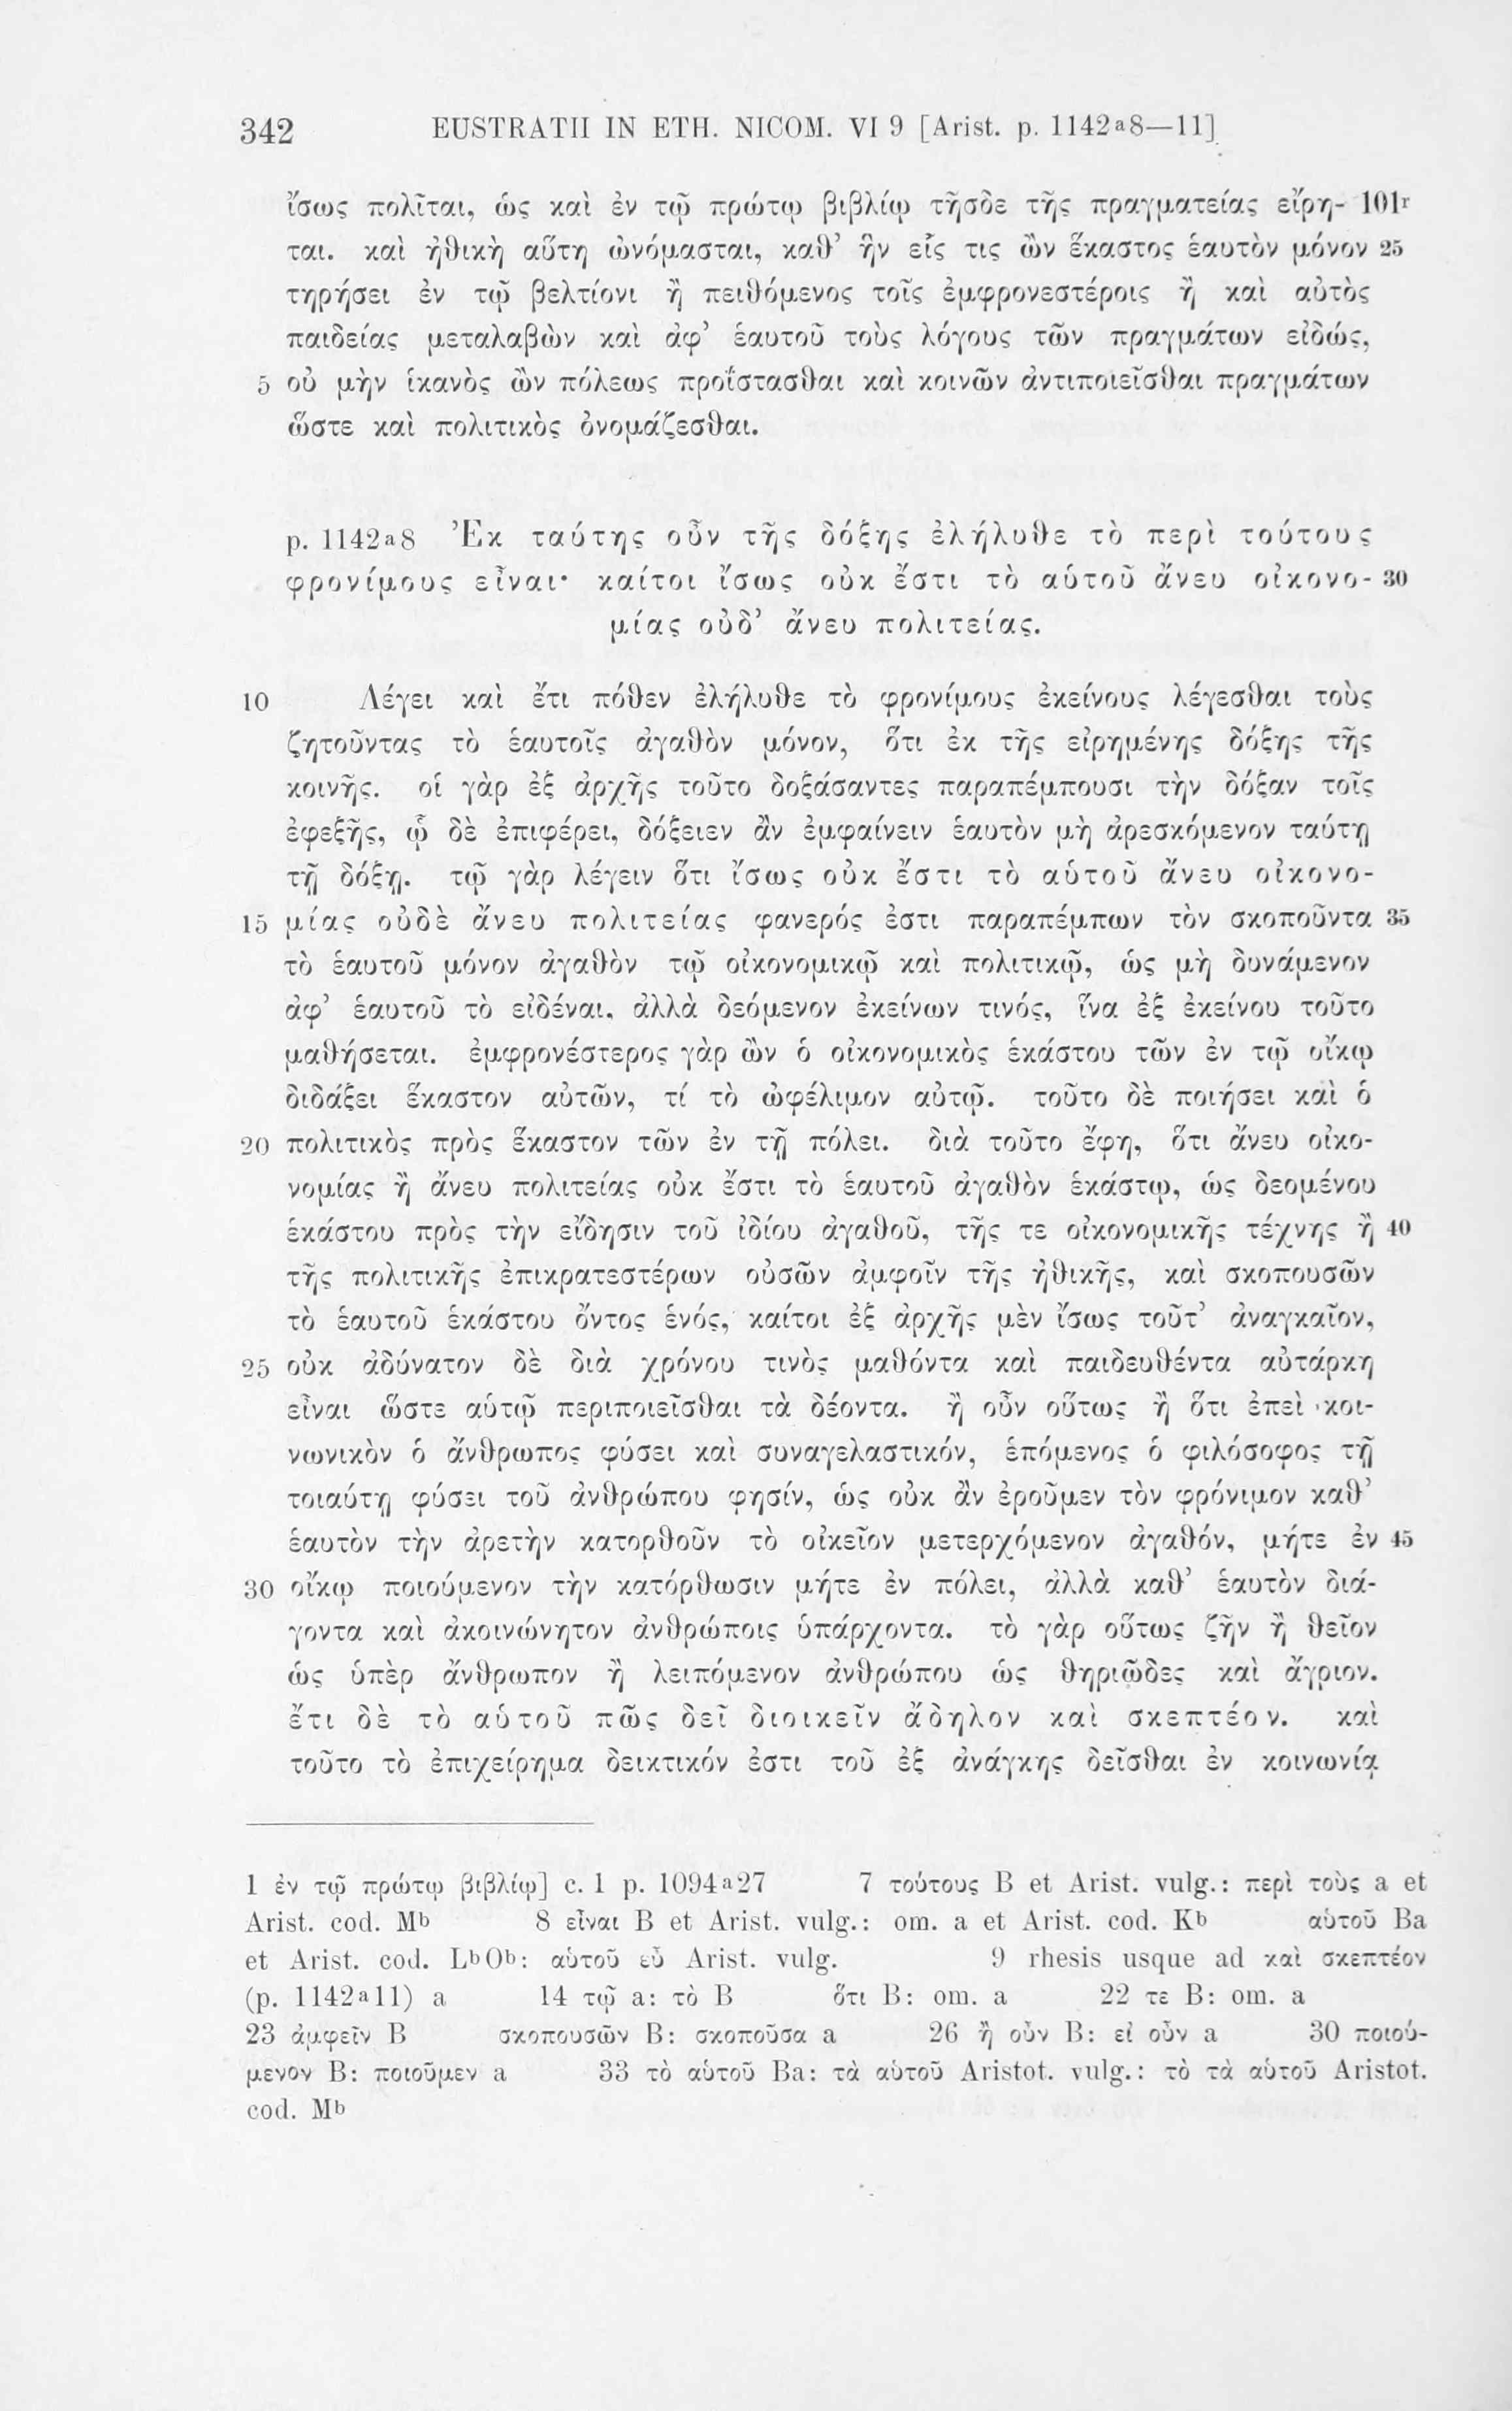 342 EUSTRATII IN ETH. NICOM. VI 9 [Arist. p. 1142a8—11]
ἴσως πολῖται, ὡς καὶ ἐν τῷ πρώτῳ βιβλίῳ τῆσδε τῆς πραγματείας εἴρη- 101r
ται. καὶ ἠθικὴ αὕτη ὠνόμασται, καθ’ ἣν εἷς τις ὢν ἕκαστος ἑαυτὸν μόνον 25
τηρήσει ἐν τῷ βελτίονι ἢ πειθόμενος τοῖς ἐμφρονεστέροις ἢ καὶ αὐτὸς
παιδείας μεταλαβὼν καὶ ἀφ’ ἑαυτοῦ τοὺς λόγους τῶν πραγμάτων εἰδώς,
5 οὐ μὴν ἱκανὸς ὢν πόλεως προΐστασθαι καὶ κοινῶν ἀντιποιεῖσθαι πραγμάτων
ὥστε καὶ πολιτικὸς ὀνομάζεσθαι.
p. 1142a8 Ἐκ ταύτης οὖν τῆς δόξης ἐλήλυθε τὸ περὶ τούτους
φρονίμους εἶναι· καίτοι ἴσως οὐκ ἔστι τὸ αὑτοῦ ἄνευ οἰκονο- 30
μίας οὐδ’ ἄνευ πολιτείας.
10 Λέγει καὶ ἔτι πόθεν ἐλήλυθε τὸ φρονίμους ἐκείνους λέγεσθαι τοὺς
ζητοῦντας τὸ ἑαυτοῖς ἀγαθὸν μόνον, ὅτι ἐκ τῆς εἰρημένης δόξης τῆς
κοινῆς. οἱ γὰρ ἐξ ἀρχῆς τοῦτο δοξάσαντες παραπέμπουσι τὴν δόξαν τοῖς
ἐφεξῆς, ᾧ δὲ ἐπιφέρει, δόξειεν ἂν ἐμφαίνειν ἑαυτὸν μὴ ἀρεσκόμενον ταύτῃ
τῇ δόξῃ. τῷ γὰρ λέγειν ὅτι ἴσως οὐκ ἔστι τὸ αὑτοῦ ἄνευ οἰκονο-
15 μίας οὐδὲ ἄνευ πολιτείας φανερός ἐστι παραπέμπων τὸν σκοποῦντα 35
τὸ ἑαυτοῦ μόνον ἀγαθὸν τῷ οἰκονομικῷ καὶ πολιτικῷ, ὡς μὴ δυνάμενον
ἀφ’ ἑαυτοῦ τὸ εἰδέναι, ἀλλὰ δεόμενον ἐκείνων τινός, ἵνα ἐξ ἐκείνου τοῦτο
μαθήσεται. ἐμφρονέστερος γὰρ ὢν ὁ οἰκονομικὸς ἑκάστου τῶν ἐν τῷ οἴκῳ
διδάξει ἕκαστον αὐτῶν, τί τὸ ὠφέλιμον αὐτῷ. τοῦτο δὲ ποιήσει καὶ ὁ
20 πολιτικὸς πρὸς ἕκαστον τῶν ἐν τῇ πόλει. διὰ τοῦτο ἔφη, ὅτι ἄνευ οἰκο-
νομίας ἢ ἄνευ πολιτείας οὐκ ἔστι τὸ ἑαυτοῦ ἀγαθὸν ἑκάστῳ, ὡς δεομένου
ἑκάστου πρὸς τὴν εἴδησιν τοῦ ἰδίου ἀγαθοῦ, τῆς τε οἰκονομικῆς τέχνης ἢ 40
τῆς πολιτικῆς ἐπικρατεστέρων οὐσῶν ἀμφοῖν τῆς ἠθικῆς, καὶ σκοπουσῶν
τὸ ἑαυτοῦ ἑκάστου ὄντος ἑνός, καίτοι ἐξ ἀρχῆς μὲν ἴσως τοῦτ’ ἀναγκαῖον,
25 οὐκ ἀδύνατον δὲ διὰ χρόνου τινὸς μαθόντα καὶ παιδευθέντα αὐτάρκη
εἶναι ὥστε αὑτῷ περιποιεῖσθαι τὰ δέοντα. ἢ οὖν οὕτως ἢ ὅτι ἐπεὶ κοι-
νωνικὸν ὁ ἄνθρωπος φύσει καὶ συναγελαστικόν, ἑπόμενος ὁ φιλόσοφος τῇ
τοιαύτῃ φύσει τοῦ ἀνθρώπου φησίν, ὡς οὐκ ἂν ἐροῦμεν τὸν φρόνιμον καθ’
ἑαυτὸν τὴν ἀρετὴν κατορθοῦν τὸ οἰκεῖον μετερχόμενον ἀγαθόν, μήτε ἐν 45
30 οἴκῳ ποιούμενον τὴν κατόρθωσιν μήτε ἐν πόλει, ἀλλὰ καθ’ ἑαυτὸν διά-
γοντα καὶ ἀκοινώνητον ἀνθρώποις ὑπάρχοντα. τὸ γὰρ οὕτως ζῆν ἢ θεῖον
ὡς ὑπὲρ ἄνθρωπον ἢ λειπόμενον ἀνθρώπου ὡς θηριῶδες καὶ ἄγριον.
ἔτι δὲ τὸ αὑτοῦ πῶς δεῖ διοικεῖν ἄδηλον καὶ σκεπτέον. καὶ
τοῦτο τὸ ἐπιχείρημα δεικτικόν ἐστι τοῦ ἐξ ἀνάγκης δεῖσθαι ἐν κοινωνίᾳ
1 ἐν τῷ πρώτῳ βιβλίῳ] c. 1 p. 1094a27 7 τούτους B et Arist. vulg.: περὶ τοὺς a et
Arist. cod. Mb 8 εἶναι B et Arist. vulg.: om. a et Arist. cod. Kb αὑτοῦ Ba
et Arist. cod. LbOb: αὑτοῦ εὖ Arist. vulg. 9 rhesis usque ad καὶ σκεπτέον
(p. 1142a11) a 14 τῷ a: τὸ B ὅτι B: om. a 22 τε B: om. a
23 ἀμφεῖν B σκοπουσῶν B: σκοποῦσα a 26 ἢ οὖν B: εἰ οὖν a 30 ποιού-
μενον B: ποιοῦμεν a 33 τὸ αὑτοῦ Ba: τὰ αὑτοῦ Aristot. vulg.: τὸ τὰ αὑτοῦ Aristot.
cod. Mb